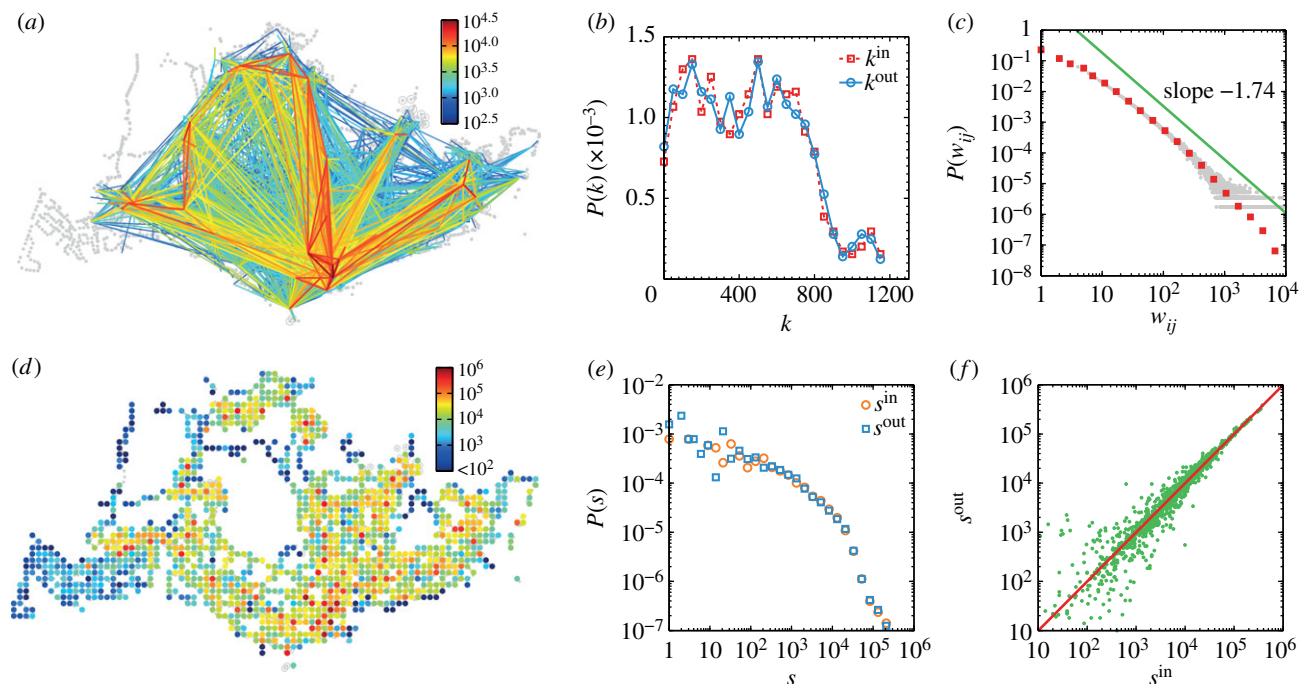 (a)
10^4.5
10^4.0
10^3.5
10^3.0
10^2.5
(b)
1.5
1.0
0.5
0
P(k) (×10^−3)
k^in
k^out
0 400 800 1200
k
(c)
1
10^−1
10^−2
10^−3
10^−4
10^−5
10^−6
10^−7
10^−8
P(w_ij)
slope −1.74
1 10 10^2 10^3 10^4
w_ij
(d)
10^6
10^5
10^4
10^3
<10^2
(e)
10^−2
10^−3
10^−4
10^−5
10^−6
10^−7
P(s)
s^in
s^out
1 10 10^2 10^3 10^4 10^5 10^6
s
(f)
10^6
10^5
10^4
10^3
10^2
10
s^out
10 10^2 10^3 10^4 10^5 10^6
s^in